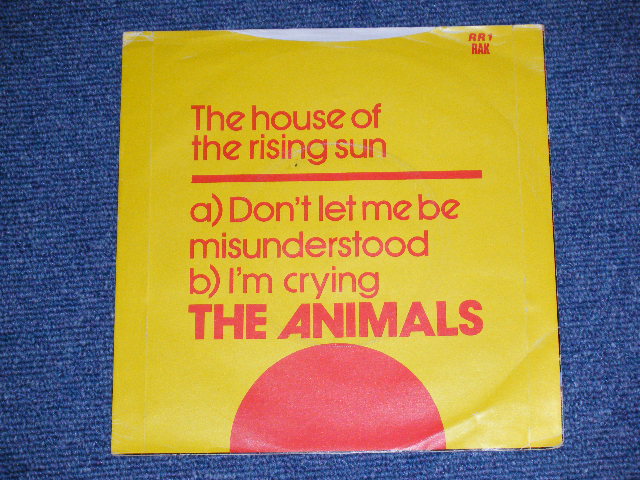 RR1
RAK
The house of
the rising sun
a) Don't let me be
misunderstood
b) I'm crying
THE ANIMALS